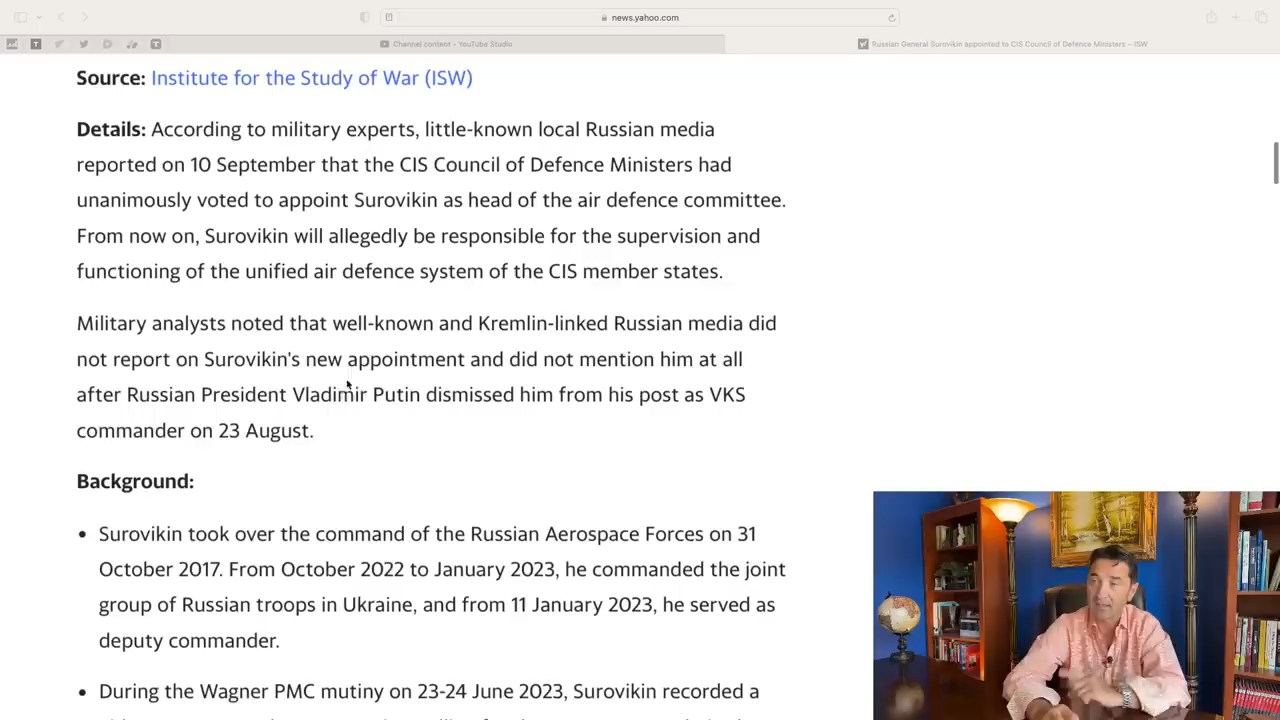 news.yahoo.com
Channel content - YouTube Studio
Russian General Surovikin appointed to CIS Council of Defence Ministers – ISW
Source: Institute for the Study of War (ISW)
Details: According to military experts, little-known local Russian media
reported on 10 September that the CIS Council of Defence Ministers had
unanimously voted to appoint Surovikin as head of the air defence committee.
From now on, Surovikin will allegedly be responsible for the supervision and
functioning of the unified air defence system of the CIS member states.
Military analysts noted that well-known and Kremlin-linked Russian media did
not report on Surovikin's new appointment and did not mention him at all
after Russian President Vladimir Putin dismissed him from his post as VKS
commander on 23 August.
Background:
• Surovikin took over the command of the Russian Aerospace Forces on 31
October 2017. From October 2022 to January 2023, he commanded the joint
group of Russian troops in Ukraine, and from 11 January 2023, he served as
deputy commander.
• During the Wagner PMC mutiny on 23-24 June 2023, Surovikin recorded a